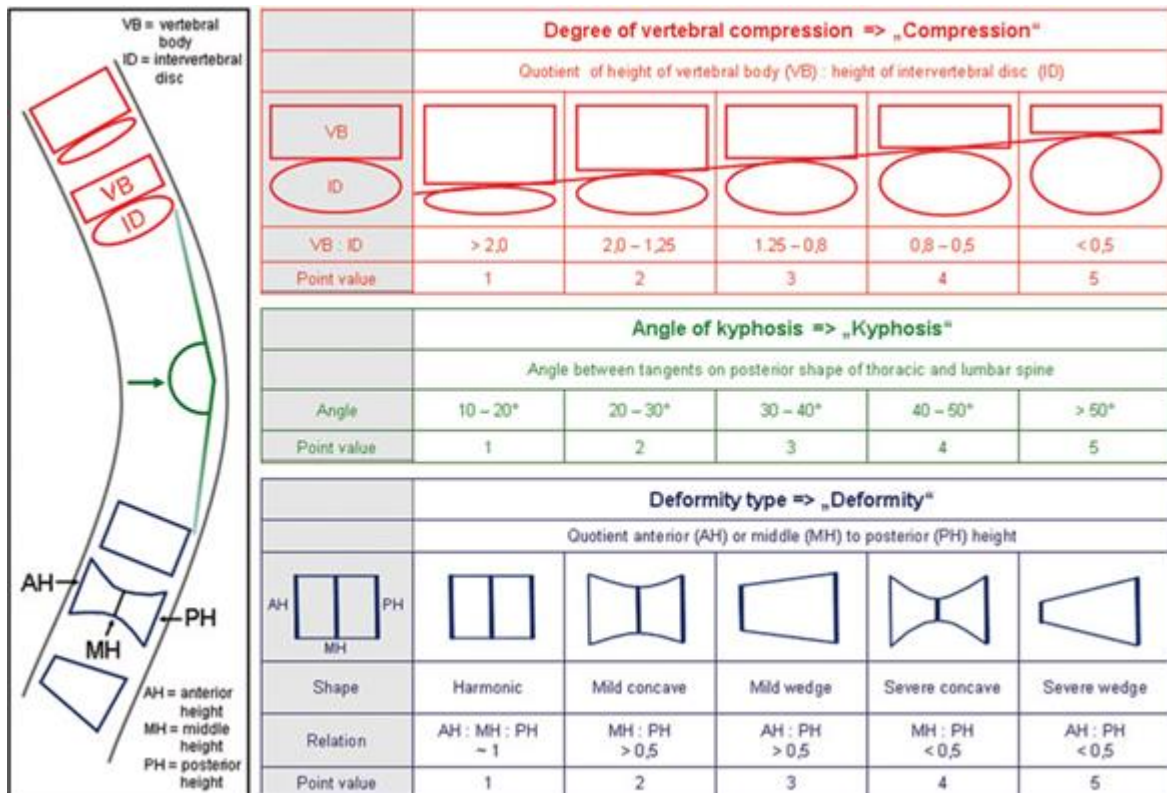 VB = vertebral
body
ID = intervertebral
disc
VB
ID
AH
PH
MH
AH = anterior
height
MH = middle
height
PH = posterior
height
Degree of vertebral compression => „Compression“
Quotient of height of vertebral body (VB) : height of intervertebral disc (ID)
VB
ID
VB : ID > 2,0 2,0 – 1,25 1.25 – 0,8 0,8 – 0,5 < 0,5
Point value 1 2 3 4 5
Angle of kyphosis => „Kyphosis“
Angle between tangents on posterior shape of thoracic and lumbar spine
Angle 10 – 20° 20 – 30° 30 – 40° 40 – 50° > 50°
Point value 1 2 3 4 5
Deformity type => „Deformity“
Quotient anterior (AH) or middle (MH) to posterior (PH) height
AH PH
MH
Shape Harmonic Mild concave Mild wedge Severe concave Severe wedge
Relation AH : MH : PH ~ 1 MH : PH > 0,5 AH : PH > 0,5 MH : PH < 0,5 AH : PH < 0,5
Point value 1 2 3 4 5